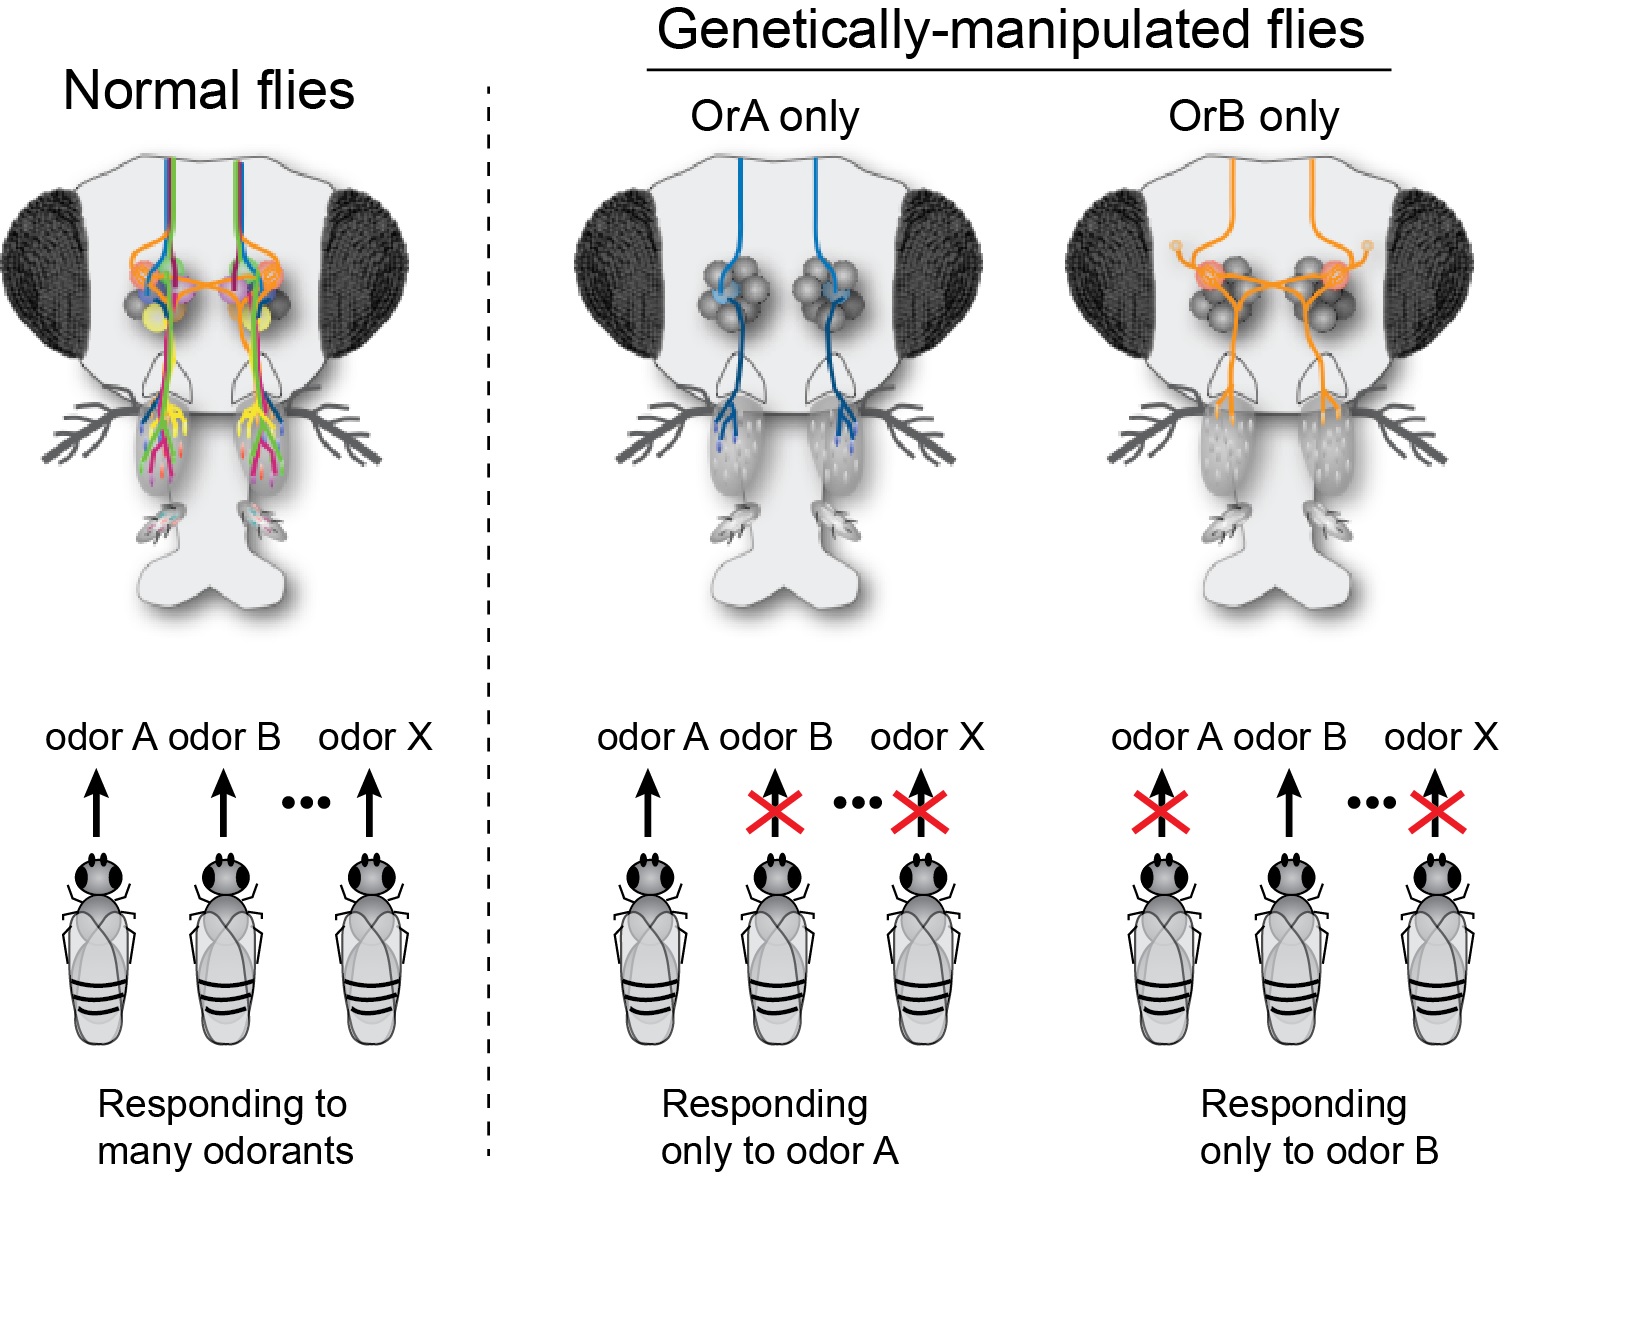 Genetically-manipulated flies
Normal flies
OrA only
OrB only
odor A odor B odor X
odor A odor B odor X
odor A odor B odor X
Responding to
many odorants
Responding
only to odor A
Responding
only to odor B